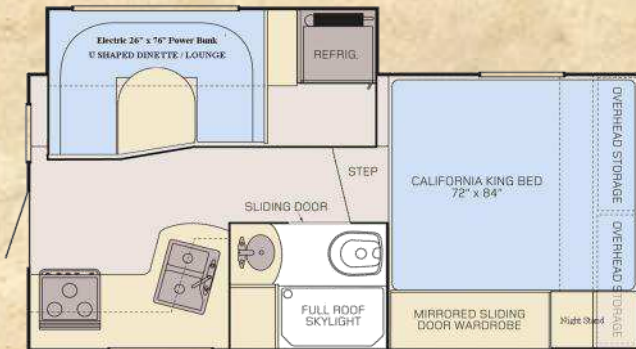 Electric 26" x 76" Power Bunk
U SHAPED DINETTE / LOUNGE
REFRIG.
OVERHEAD STORAGE
CALIFORNIA KING BED
72" x 84"
STEP
SLIDING DOOR
OVERHEAD STORAGE
FULL ROOF
SKYLIGHT
MIRRORED SLIDING
DOOR WARDROBE
Night Stand